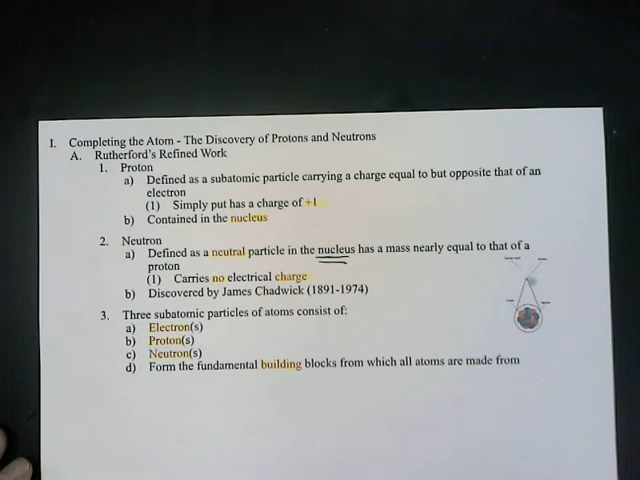 I. Completing the Atom - The Discovery of Protons and Neutrons
A. Rutherford's Refined Work
1. Proton
a) Defined as a subatomic particle carrying a charge equal to but opposite that of an
electron
(1) Simply put has a charge of +1
b) Contained in the nucleus
2. Neutron
a) Defined as a neutral particle in the nucleus has a mass nearly equal to that of a
proton
(1) Carries no electrical charge
b) Discovered by James Chadwick (1891-1974)
3. Three subatomic particles of atoms consist of:
a) Electron(s)
b) Proton(s)
c) Neutron(s)
d) Form the fundamental building blocks from which all atoms are made from